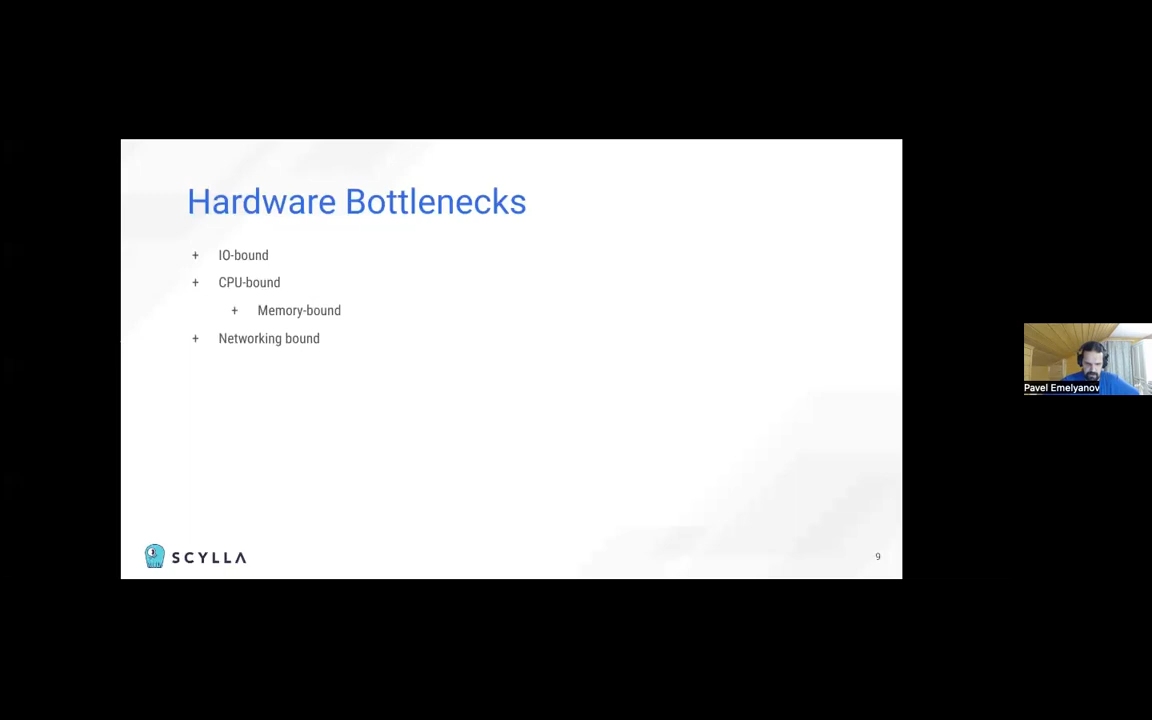 Hardware Bottlenecks
+ IO-bound
+ CPU-bound
+ Memory-bound
+ Networking bound
SCYLLA
9
Pavel Emelyanov